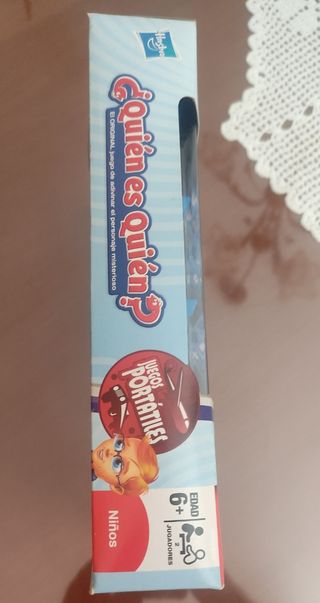 Hasbro
¿Quién es Quién?
El ORIGINAL juego de adivinar el personaje misterioso
JUEGOS
PORTÁTILES
EDAD
6+
2
JUGADORES
Niños